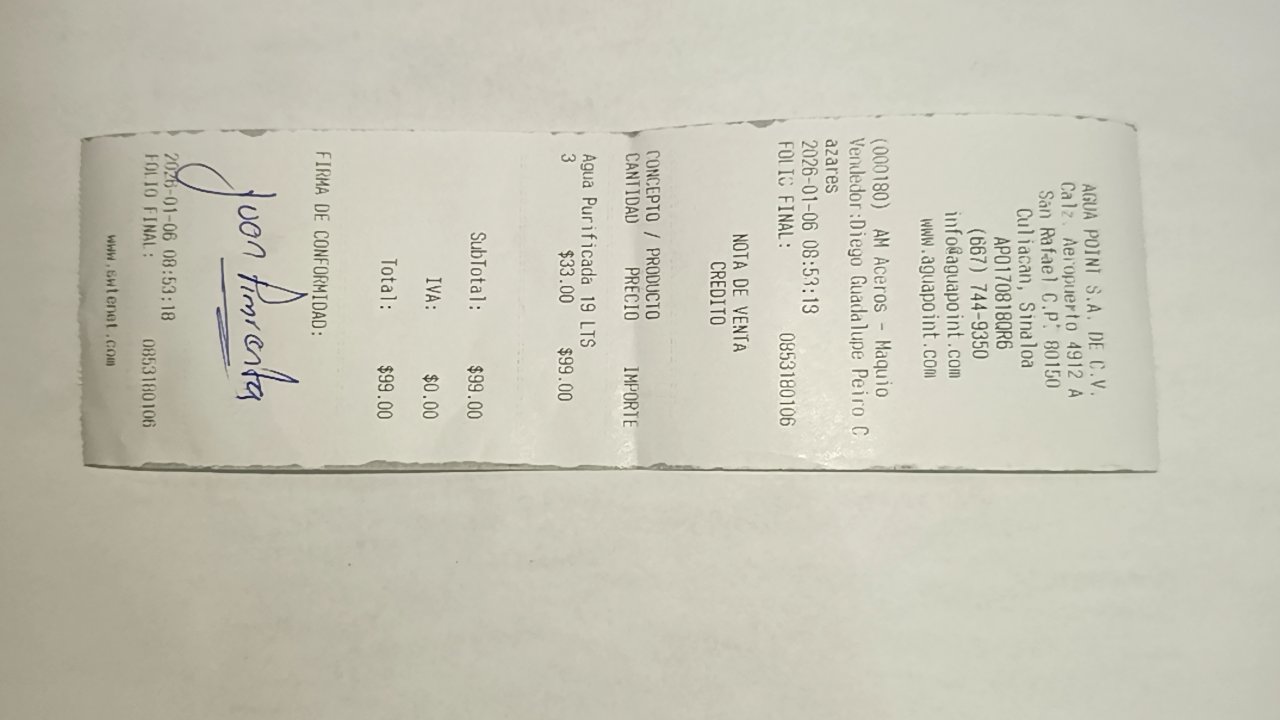 AGUA POINT S.A. DE C.V.
Calz. Aeropuerto 4912 A
San Rafael C.P. 80150
Culiacan, Sinaloa
APO170818QR6
(667) 744-9350
info@aguapoint.com
www.aguapoint.com
(000180) AM Aceros - Maquio
Vendedor:Diego Guadalupe Peiro C
azares
2026-01-06 08:53:18
FOLIO FINAL: 0853180106
NOTA DE VENTA
CREDITO
CONCEPTO / PRODUCTO
CANTIDAD PRECIO IMPORTE
Agua Purificada 19 LTS
3 $33.00 $99.00
SubTotal: $99.00
IVA: $0.00
Total: $99.00
FIRMA DE CONFORMIDAD:
Juan Pimienta
2026-01-06 08:53:18
FOLIO FINAL: 0853180106
www.ewtenet.com